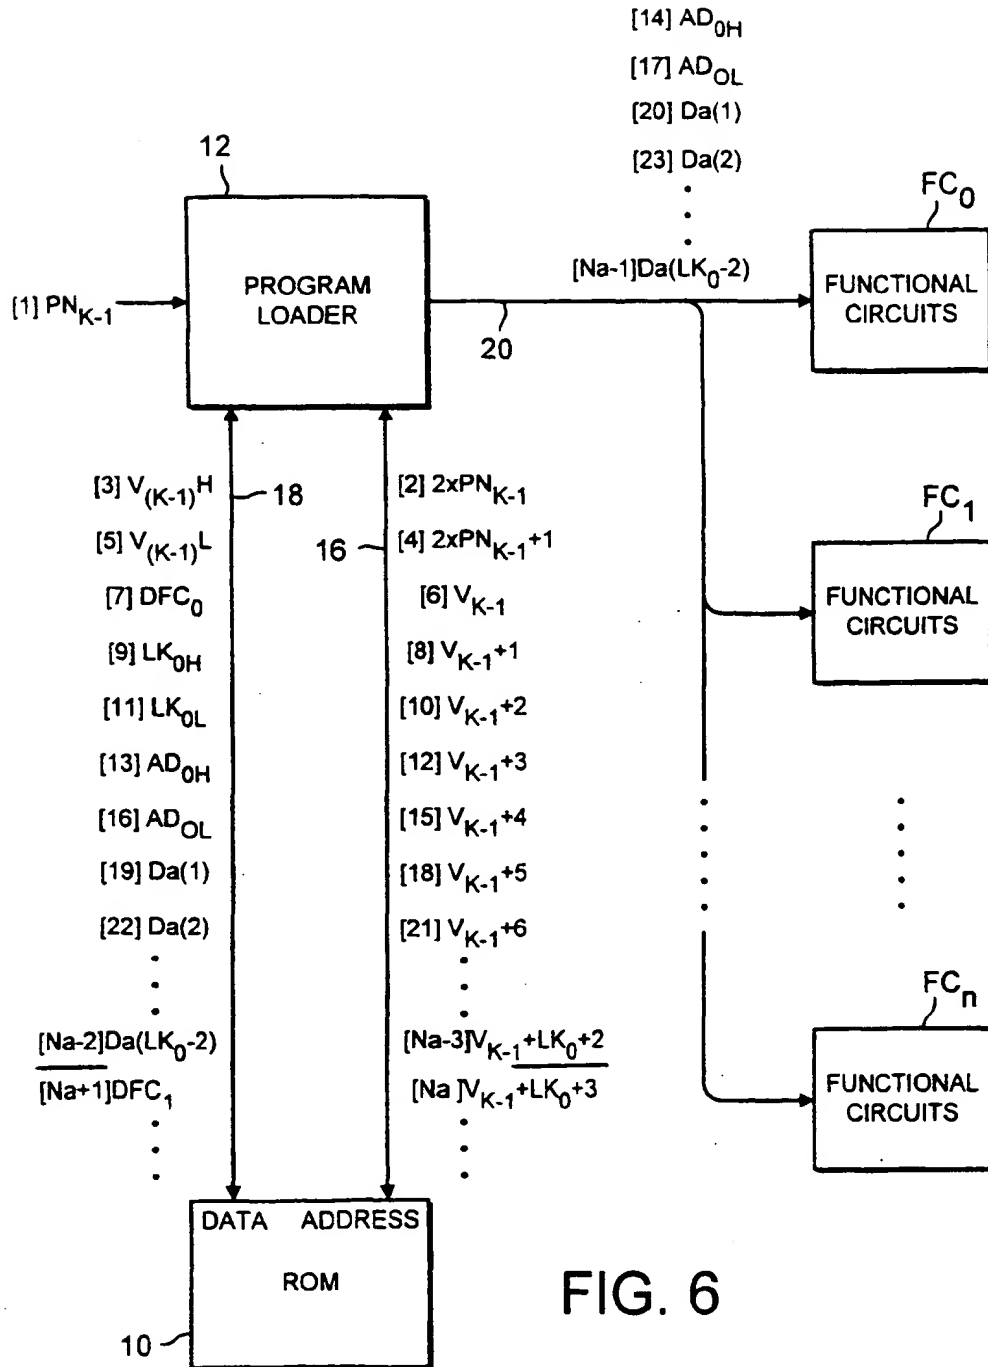 [14] AD0H
[17] ADOL
[20] Da(1)
[23] Da(2)
12
FC0
PROGRAM
LOADER
[1] PNK-1
[Na-1]Da(LK0-2)
20
FUNCTIONAL
CIRCUITS
[3] V(K-1)H
18
[2] 2xPNK-1
[5] V(K-1)L
16
[4] 2xPNK-1+1
[7] DFC0
[6] VK-1
[9] LK0H
[8] VK-1+1
[11] LK0L
[10] VK-1+2
[13] AD0H
[12] VK-1+3
[16] ADOL
[15] VK-1+4
[19] Da(1)
[18] VK-1+5
[22] Da(2)
[21] VK-1+6
FC1
FUNCTIONAL
CIRCUITS
[Na-2]Da(LK0-2)
[Na-3]VK-1+LK0+2
[Na+1]DFC1
[Na ]VK-1+LK0+3
FCn
FUNCTIONAL
CIRCUITS
DATA ADDRESS
ROM
10
FIG. 6